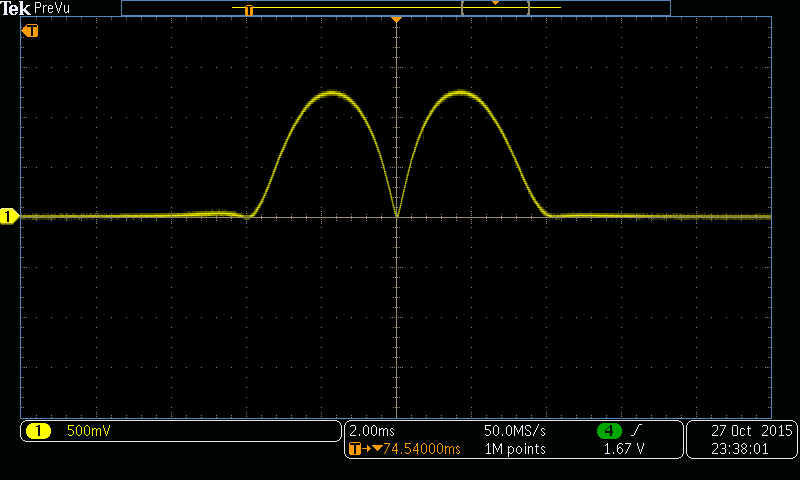 Tek PreVu
T
T
1
1 500mV
2.00ms 50.0MS/s 4
T→▼74.54000ms 1M points 1.67 V
27 Oct 2015
23:38:01